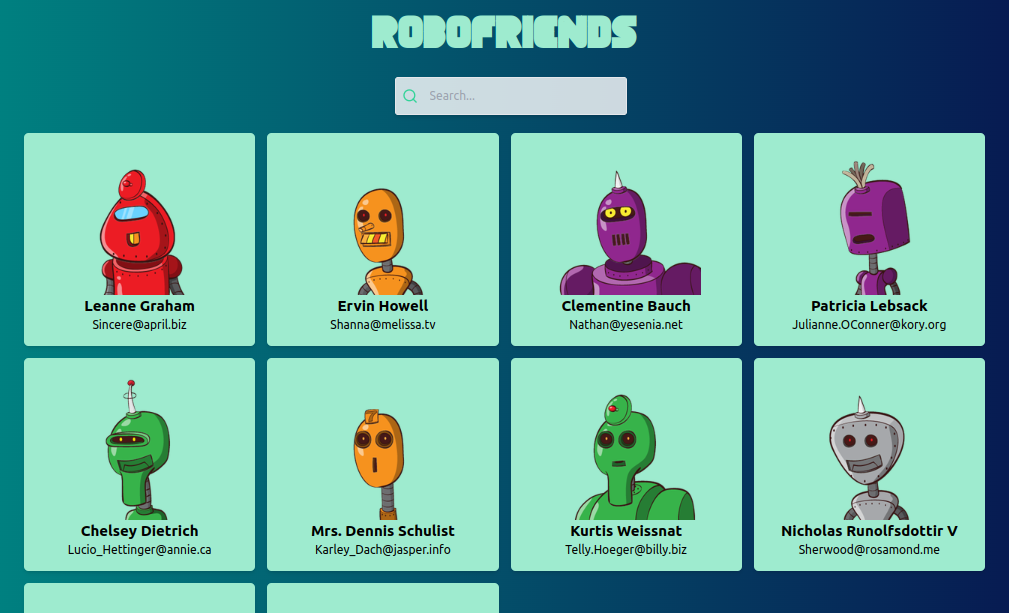 ROBOFRIENDS
Search...
Leanne Graham
Sincere@april.biz
Ervin Howell
Shanna@melissa.tv
Clementine Bauch
Nathan@yesenia.net
Patricia Lebsack
Julianne.OConner@kory.org
Chelsey Dietrich
Lucio_Hettinger@annie.ca
Mrs. Dennis Schulist
Karley_Dach@jasper.info
Kurtis Weissnat
Telly.Hoeger@billy.biz
Nicholas Runolfsdottir V
Sherwood@rosamond.me